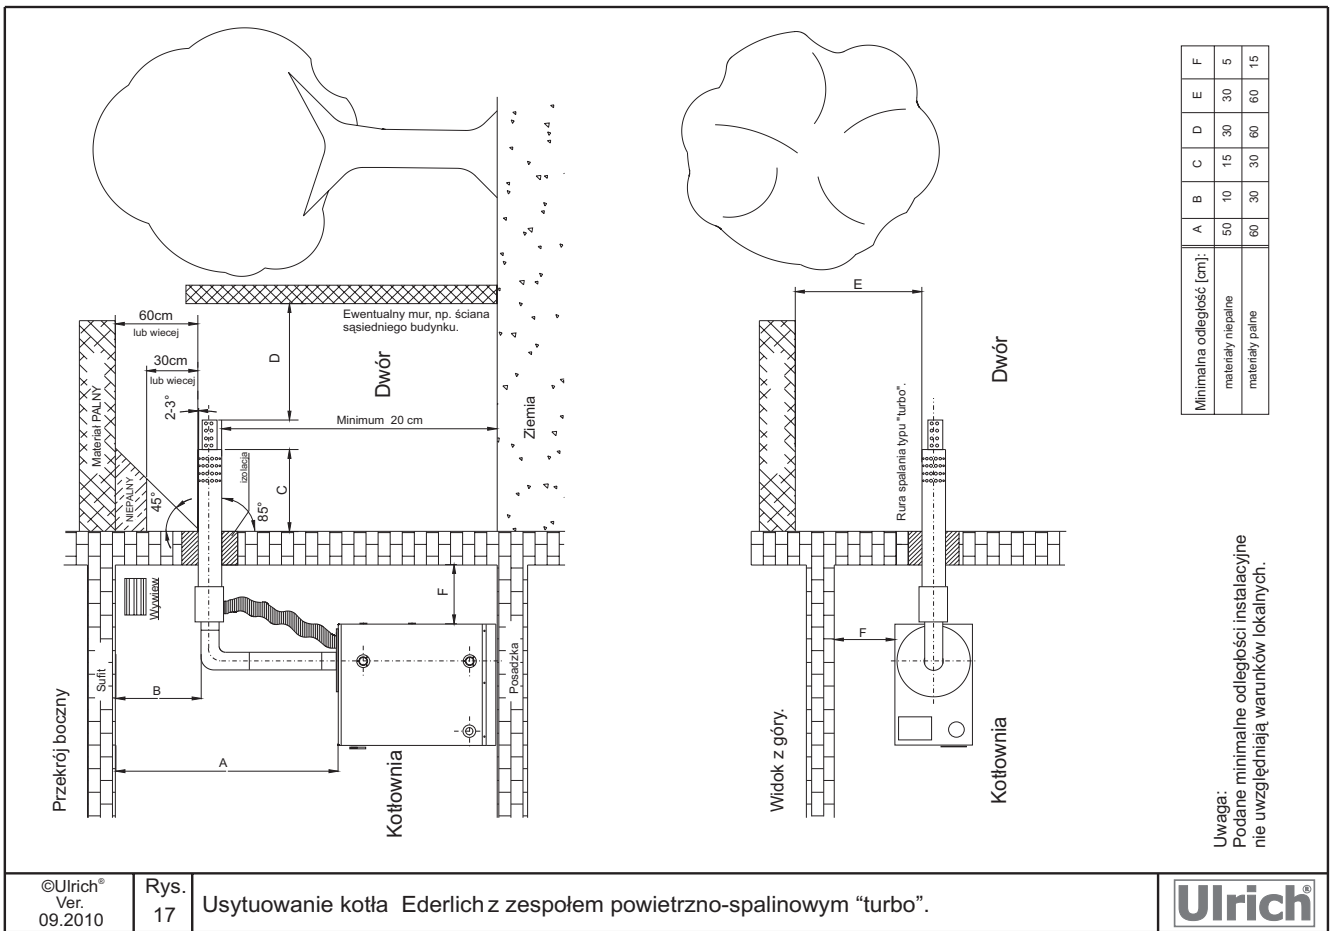 60cm
lub wiecej
30cm
lub wiecej
2-3°
Materiał PALNY
NIEPALNY
45°
izolacja
85°
C
D
Ewentualny mur, np. ściana
sąsiedniego budynku.
Dwór
Minimum 20 cm
Ziemia
Wywiew
F
Sufit
B
A
Posadzka
Przekrój boczny
Kotłownia
E
Dwór
Rura spalania typu "turbo".
F
Widok z góry.
Kotłownia
Minimalna odległość [cm]: A B C D E F
materiały niepalne 50 10 15 30 30 5
materiały palne 60 30 30 60 60 15
Uwaga:
Podane minimalne odległości instalacyjne
nie uwzględniają warunków lokalnych.
©Ulrich®
Ver.
09.2010
Rys.
17
Usytuowanie kotła Ederlich z zespołem powietrzno-spalinowym “turbo”.
Ulrich®